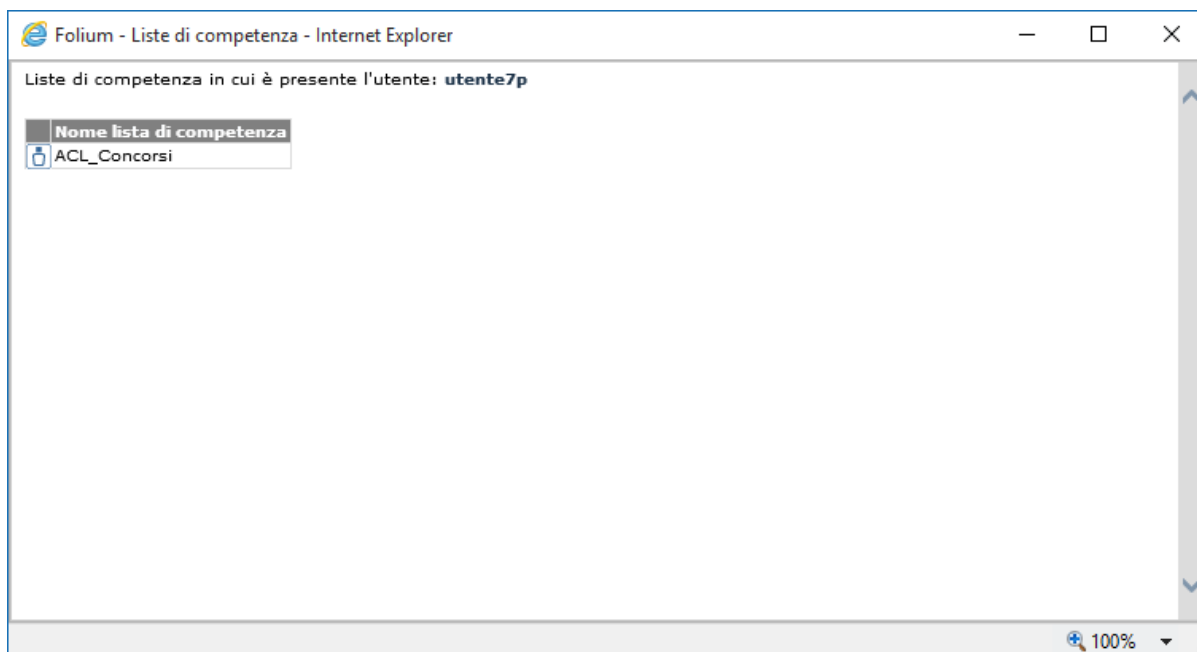 Folium - Liste di competenza - Internet Explorer
Liste di competenza in cui è presente l'utente: utente7p
Nome lista di competenza
ACL_Concorsi
100%